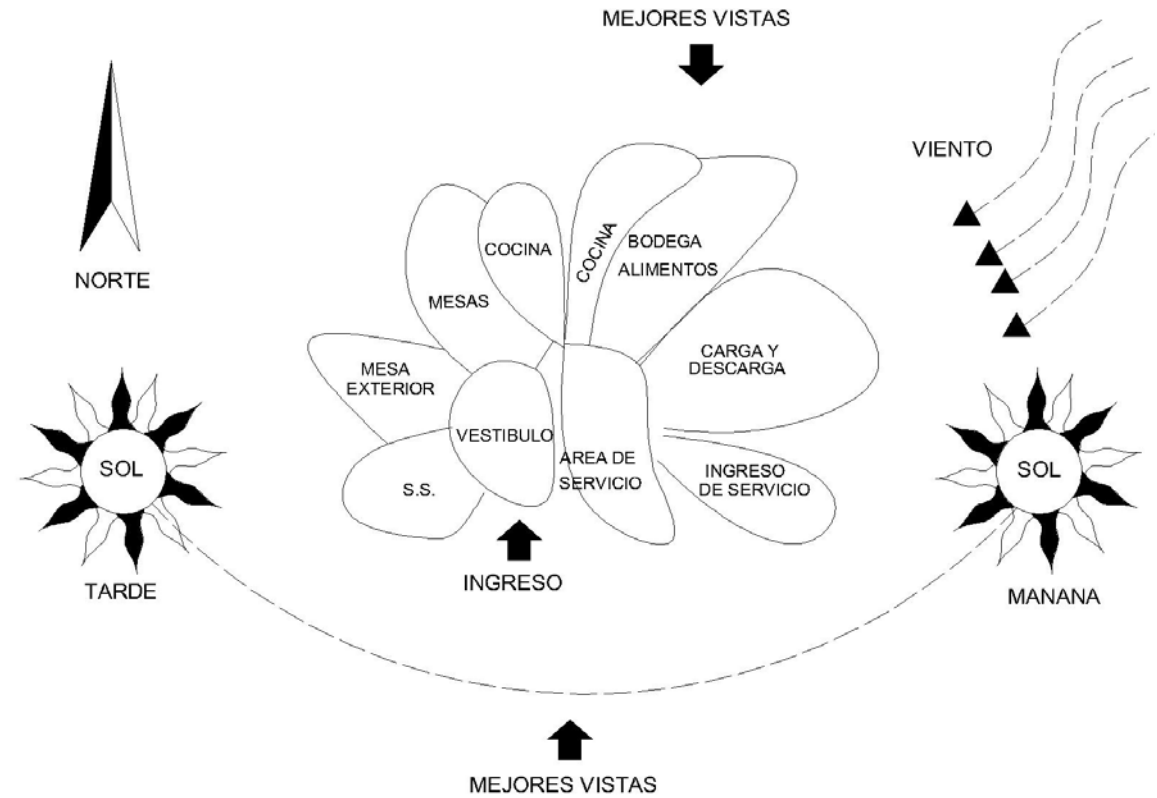 MEJORES VISTAS
VIENTO
NORTE
COCINA
COCINA
BODEGA
ALIMENTOS
MESAS
MESA
EXTERIOR
CARGA Y
DESCARGA
VESTIBULO
SOL
S.S.
AREA DE
SERVICIO
INGRESO
DE SERVICIO
SOL
TARDE
INGRESO
MANANA
MEJORES VISTAS